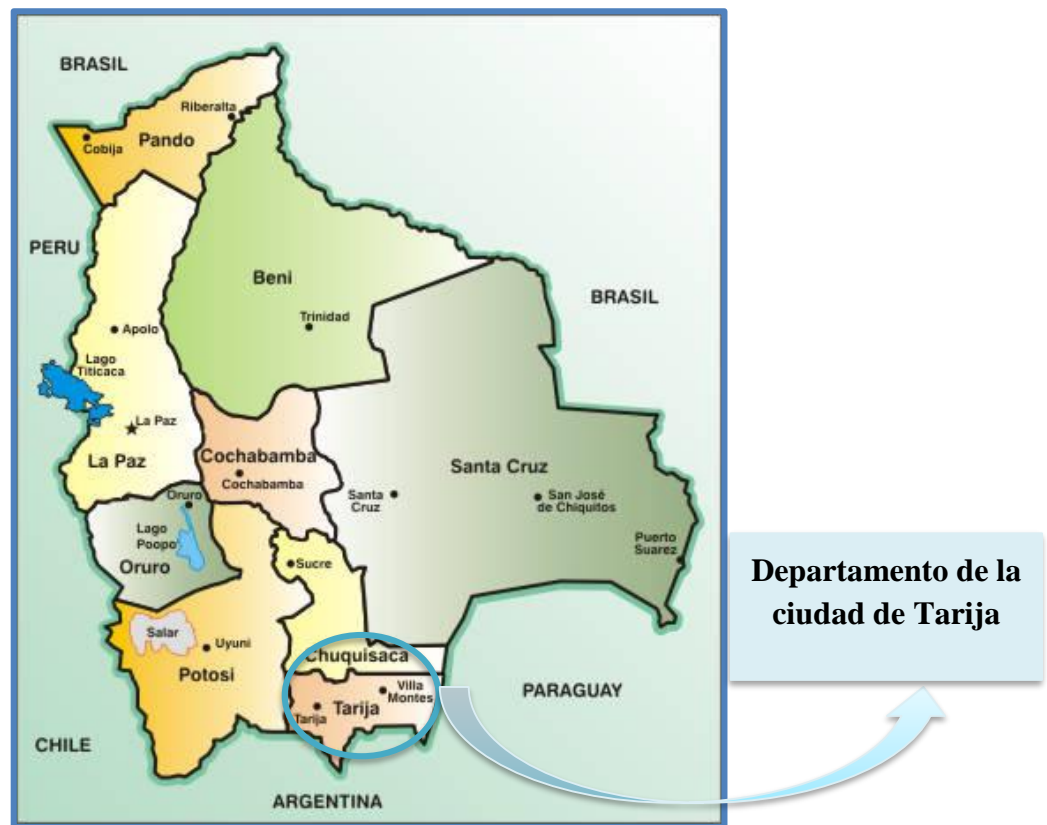 BRASIL
Riberalta
Cobija
Pando
PERU
Beni
BRASIL
Trinidad
Apolo
Lago
Titicaca
La Paz
La Paz
Cochabamba
Cochabamba
Santa Cruz
Santa
Cruz
San José
de Chiquitos
Oruro
Lago
Poopo
Oruro
Puerto
Suarez
Sucre
Salar
Uyuni
Potosi
Chuquisaca
Villa
Montes
Tarija
Tarija
PARAGUAY
CHILE
ARGENTINA
Departamento de la
ciudad de Tarija